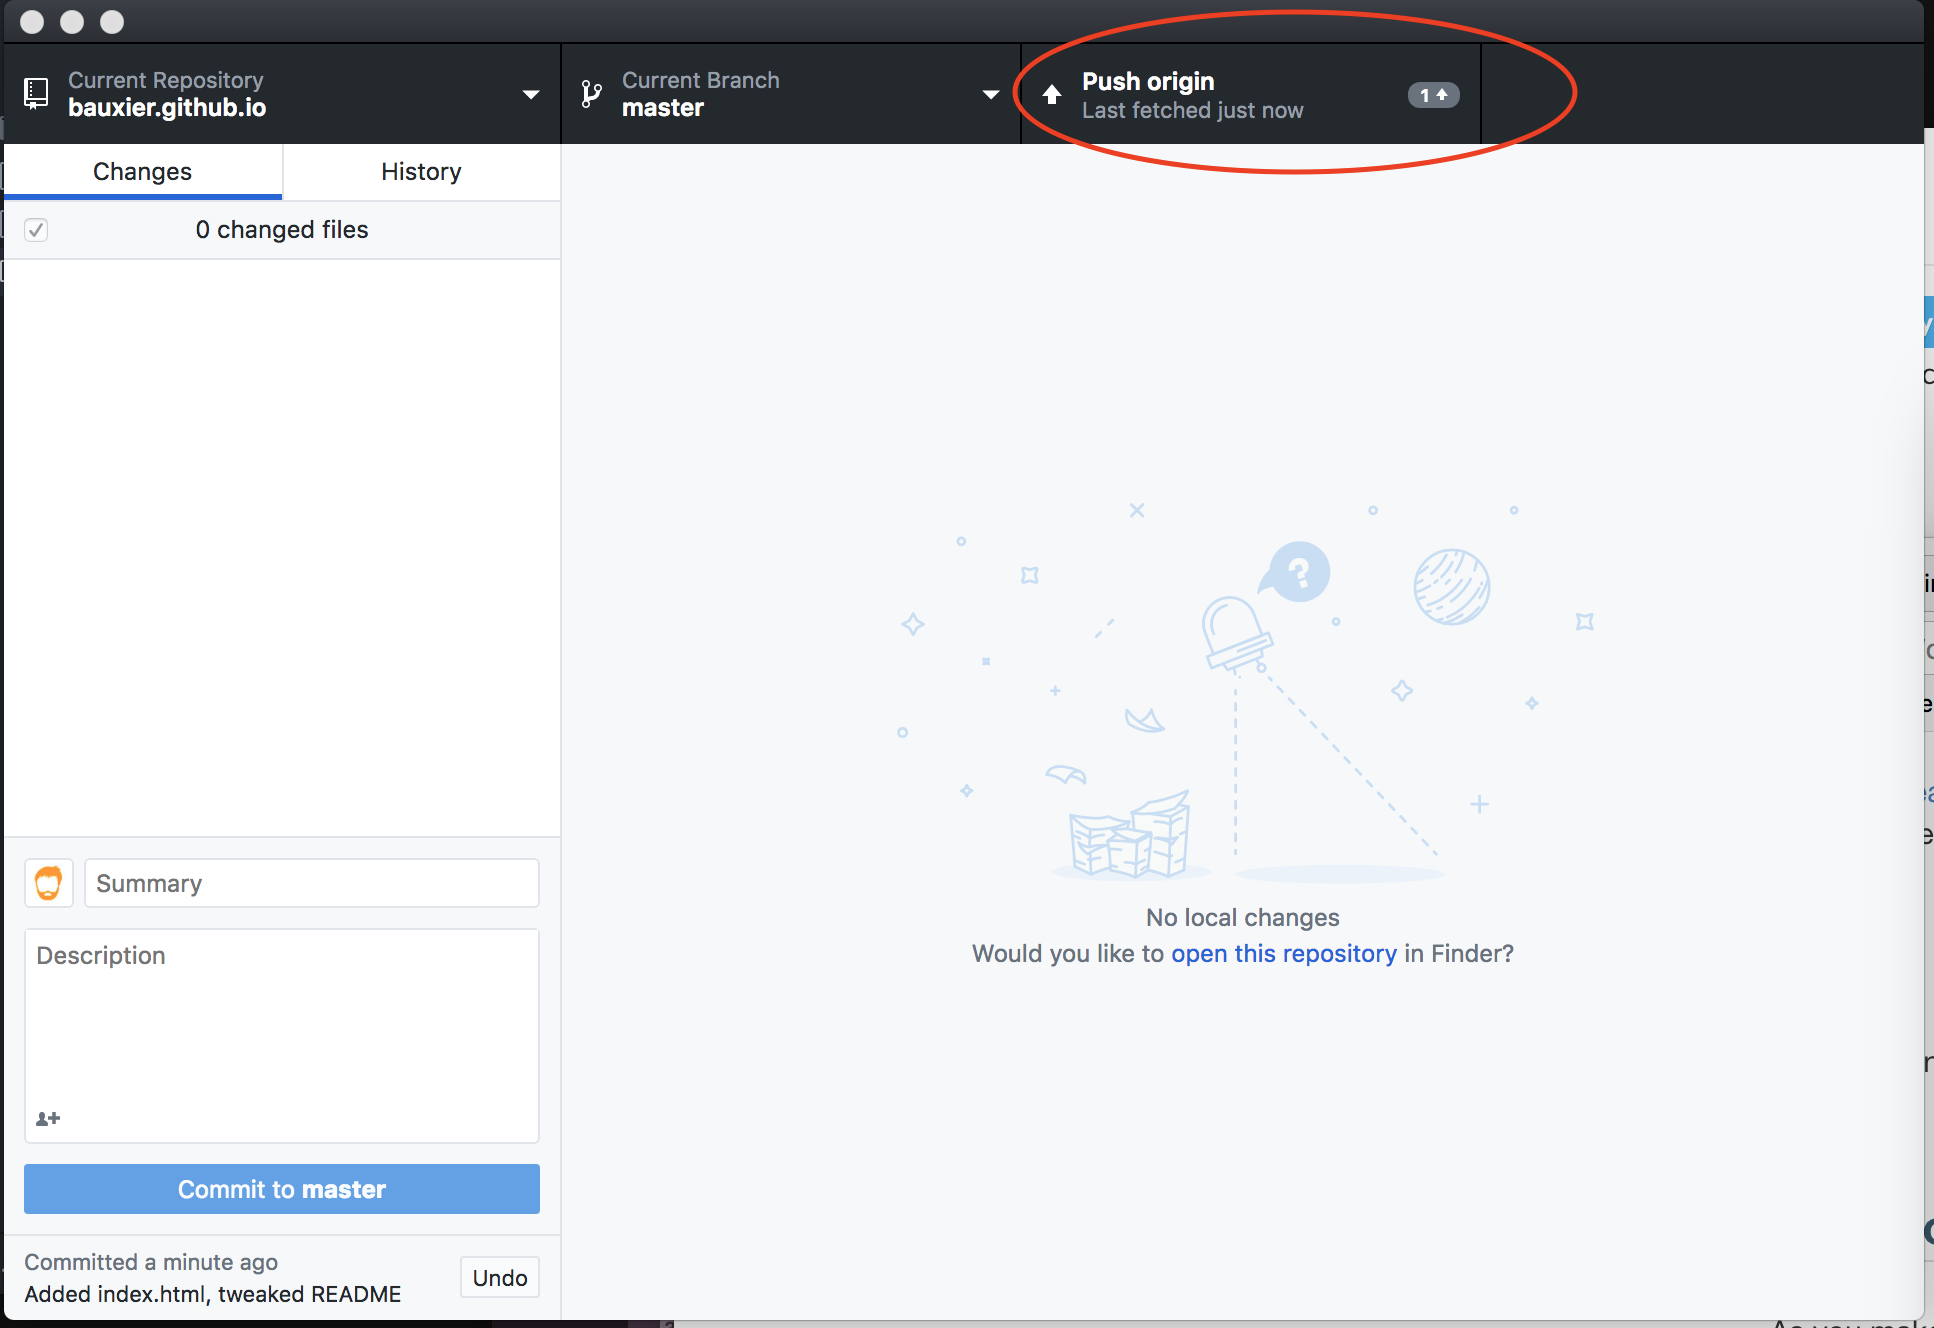 Current Repository
bauxier.github.io
Current Branch
master
Push origin
Last fetched just now
1
Changes
History
0 changed files
?
No local changes
Would you like to open this repository in Finder?
Summary
Description
Commit to master
Committed a minute ago
Added index.html, tweaked README
Undo